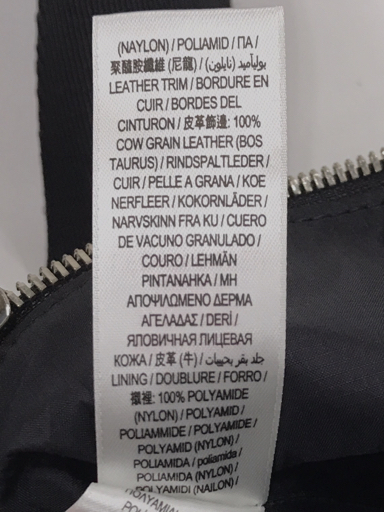 (NAYLON) / POLIAMID / ΠΑ /
聚醯胺纖維 (尼龍) / بوليأميد (نايلون) /
LEATHER TRIM / BORDURE EN
CUIR / BORDES DEL
CINTURON / 皮革飾邊: 100%
COW GRAIN LEATHER (BOS
TAURUS) / RINDSPALTLEDER /
CUIR / PELLE A GRANA / KOE
NERFLEER / KOKORNLÄDER /
NARVSKINN FRA KU / CUERO
DE VACUNO GRANULADO /
COURO / LEHMÄN
PINTANAHKA / ΜΗ
ΑΠΟΨΙΛΩΜΕΝΟ ΔΕΡΜΑ
ΑΓΕΛΑΔΑΣ / DERİ /
ЯЛОВИЧНАЯ ЛИЦЕВАЯ
КОЖА / 皮革 (牛) / جلد بقر بحبيبات /
LINING / DOUBLURE / FORRO /
襯裡: 100% POLYAMIDE
(NYLON) / POLYAMID /
POLIAMMIDE / POLYAMIDE /
POLYAMID (NYLON) /
POLIAMIDA / poliamida /
POLIAMIDA (NYLON) /
POLYAMIDI (NAILON) /